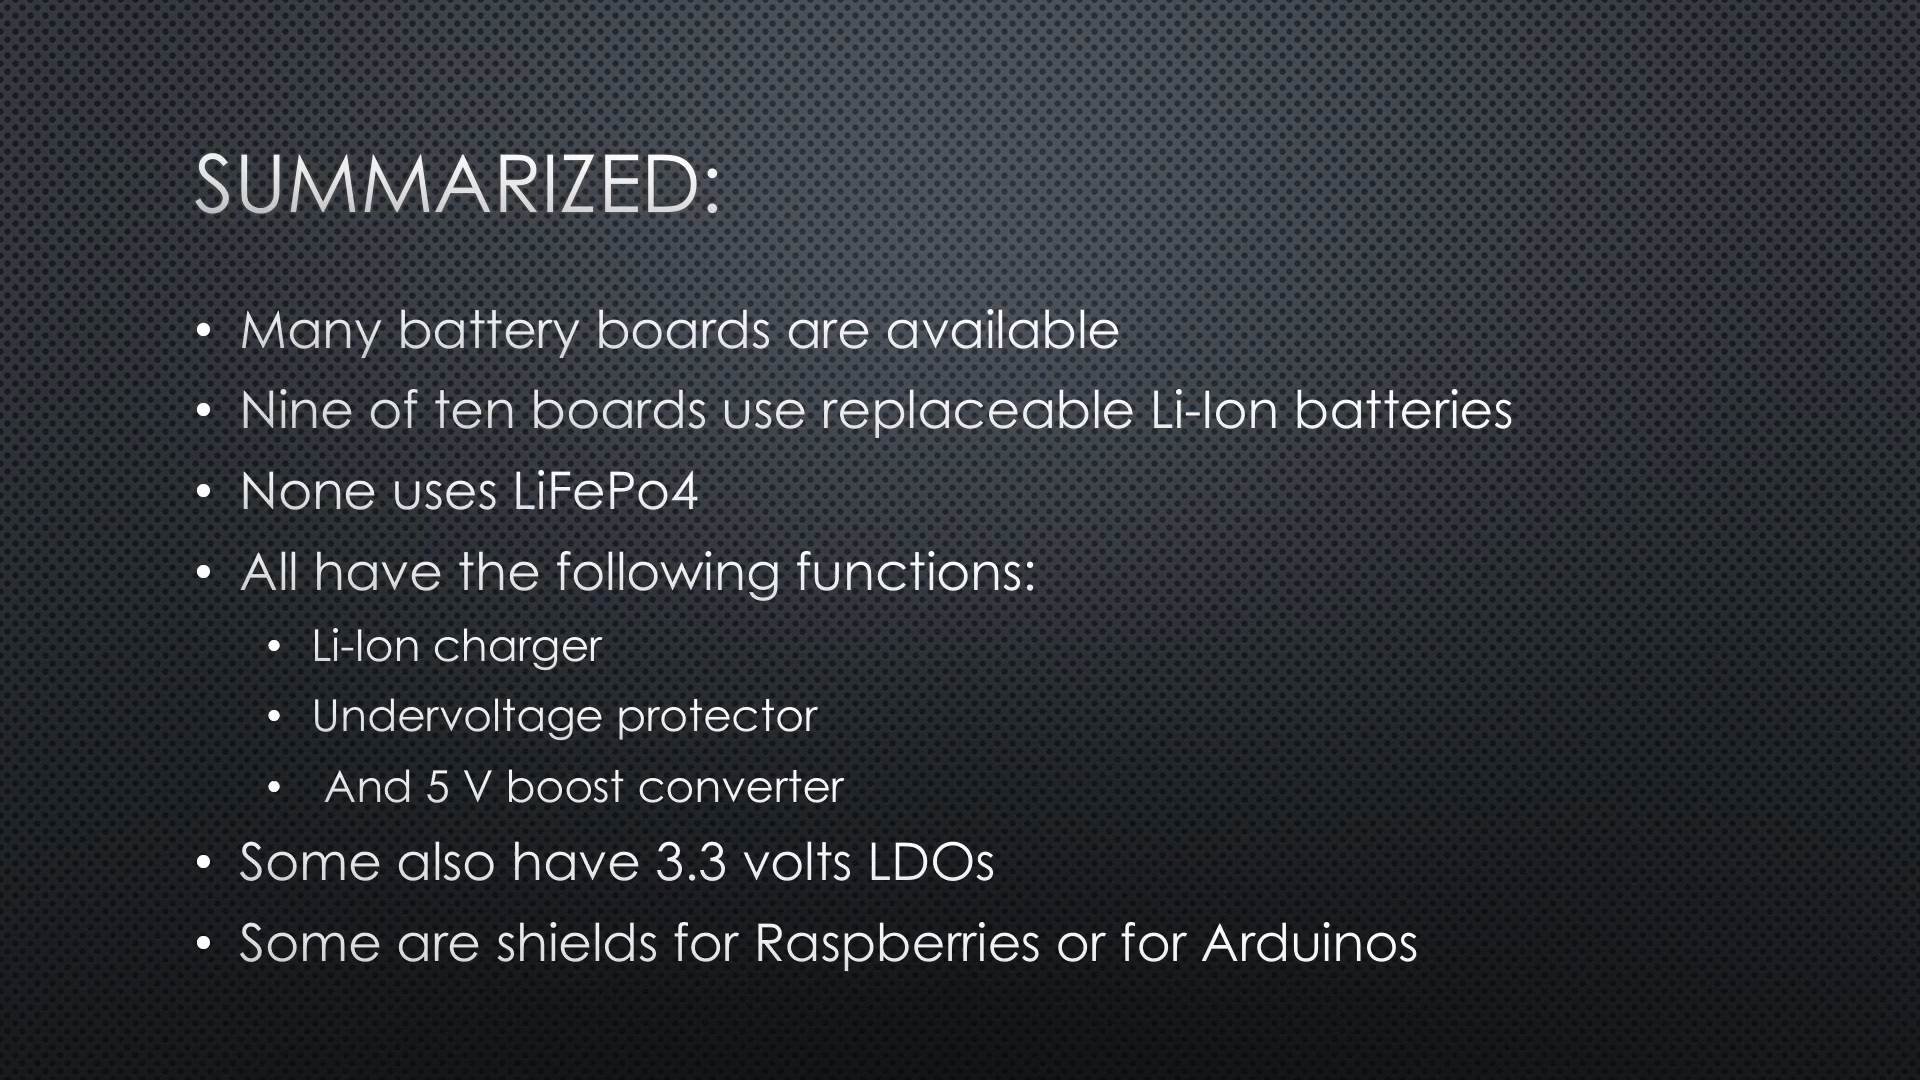 SUMMARIZED:
• Many battery boards are available
• Nine of ten boards use replaceable Li-Ion batteries
• None uses LiFePo4
• All have the following functions:
• Li-Ion charger
• Undervoltage protector
• And 5 V boost converter
• Some also have 3.3 volts LDOs
• Some are shields for Raspberries or for Arduinos